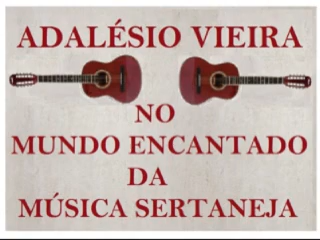 ADALÉSIO VIEIRA
NO
MUNDO ENCANTADO
DA
MÚSICA SERTANEJA